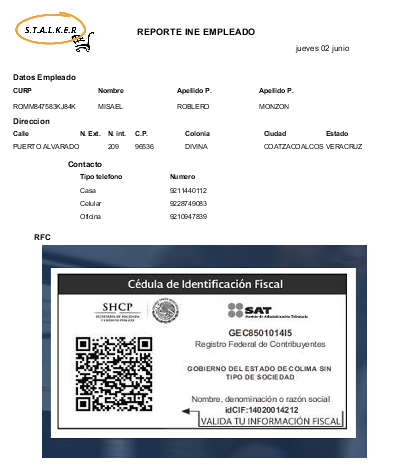 S.T.A.L.K.E.R
REPORTE INE EMPLEADO
jueves 02 junio
Datos Empleado
CURP Nombre Apellido P. Apellido P.
ROMM847583KJ84K MISAEL ROBLERO MONZON
Direccion
Calle N. Ext. N. int. C.P. Colonia Ciudad Estado
PUERTO ALVARADO 209 96536 DIVINA COATZACOALCOS VERACRUZ
Contacto
Tipo telefono Numero
Casa 9211440112
Celular 9228749083
Oficina 9210947839
RFC
Cédula de Identificación Fiscal
SHCP
SECRETARÍA DE HACIENDA
Y CRÉDITO PÚBLICO
SAT
Servicio de Administración Tributaria
GEC8501014I5
Registro Federal de Contribuyentes
GOBIERNO DEL ESTADO DE COLIMA SIN
TIPO DE SOCIEDAD
Nombre, denominación o razón social
idCIF:14020014212
VALIDA TU INFORMACIÓN FISCAL